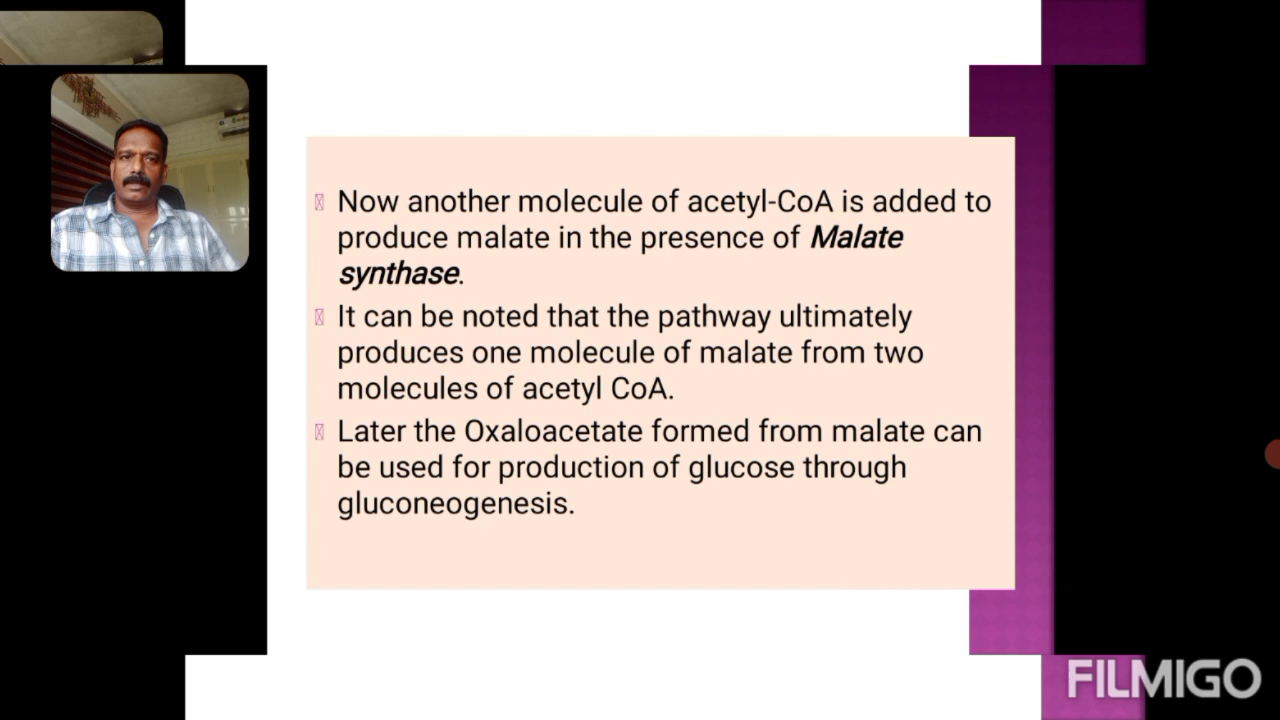 Now another molecule of acetyl-CoA is added to
produce malate in the presence of Malate
synthase.
It can be noted that the pathway ultimately
produces one molecule of malate from two
molecules of acetyl CoA.
Later the Oxaloacetate formed from malate can
be used for production of glucose through
gluconeogenesis.
FILMIGO